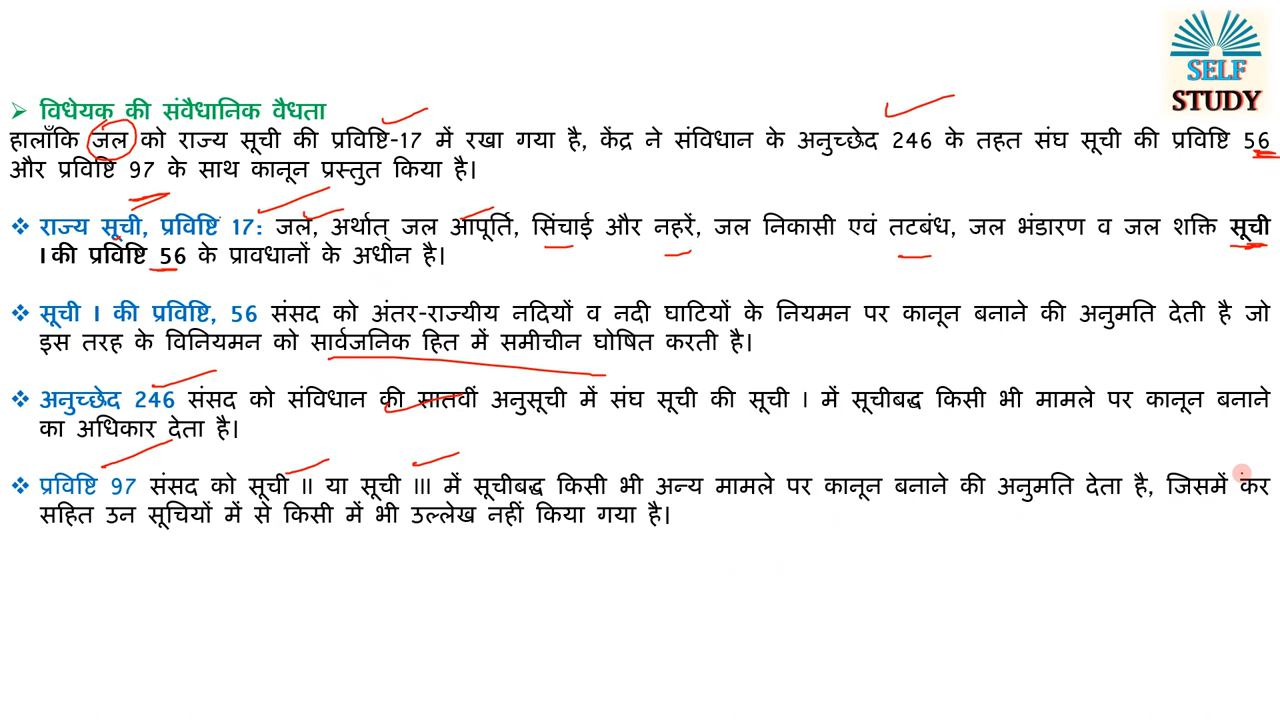 SELF
STUDY
➢ विधेयक की संवैधानिक वैधता
हालाँकि जल को राज्य सूची की प्रविष्टि-17 में रखा गया है, केंद्र ने संविधान के अनुच्छेद 246 के तहत संघ सूची की प्रविष्टि 56
और प्रविष्टि 97 के साथ कानून प्रस्तुत किया है।
❖ राज्य सूची, प्रविष्टि 17: जल, अर्थात् जल आपूर्ति, सिंचाई और नहरें, जल निकासी एवं तटबंध, जल भंडारण व जल शक्ति सूची
I की प्रविष्टि 56 के प्रावधानों के अधीन है।
❖ सूची I की प्रविष्टि, 56 संसद को अंतर-राज्यीय नदियों व नदी घाटियों के नियमन पर कानून बनाने की अनुमति देती है जो
इस तरह के विनियमन को सार्वजनिक हित में समीचीन घोषित करती है।
❖ अनुच्छेद 246 संसद को संविधान की सातवीं अनुसूची में संघ सूची की सूची I में सूचीबद्ध किसी भी मामले पर कानून बनाने
का अधिकार देता है।
❖ प्रविष्टि 97 संसद को सूची II या सूची III में सूचीबद्ध किसी भी अन्य मामले पर कानून बनाने की अनुमति देता है, जिसमें कर
सहित उन सूचियों में से किसी में भी उल्लेख नहीं किया गया है।